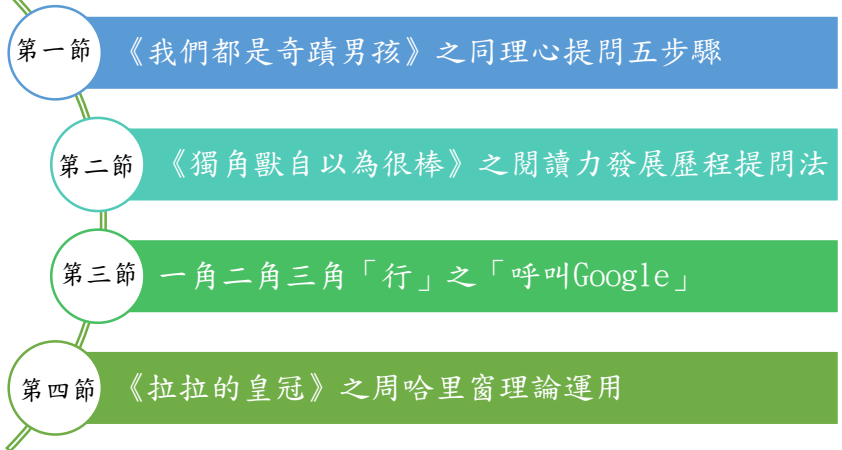 第一節 《我們都是奇蹟男孩》之同理心提問五步驟
第二節 《獨角獸自以為很棒》之閱讀力發展歷程提問法
第三節 一角二角三角「行」之「呼叫Google」
第四節 《拉拉的皇冠》之周哈里窗理論運用